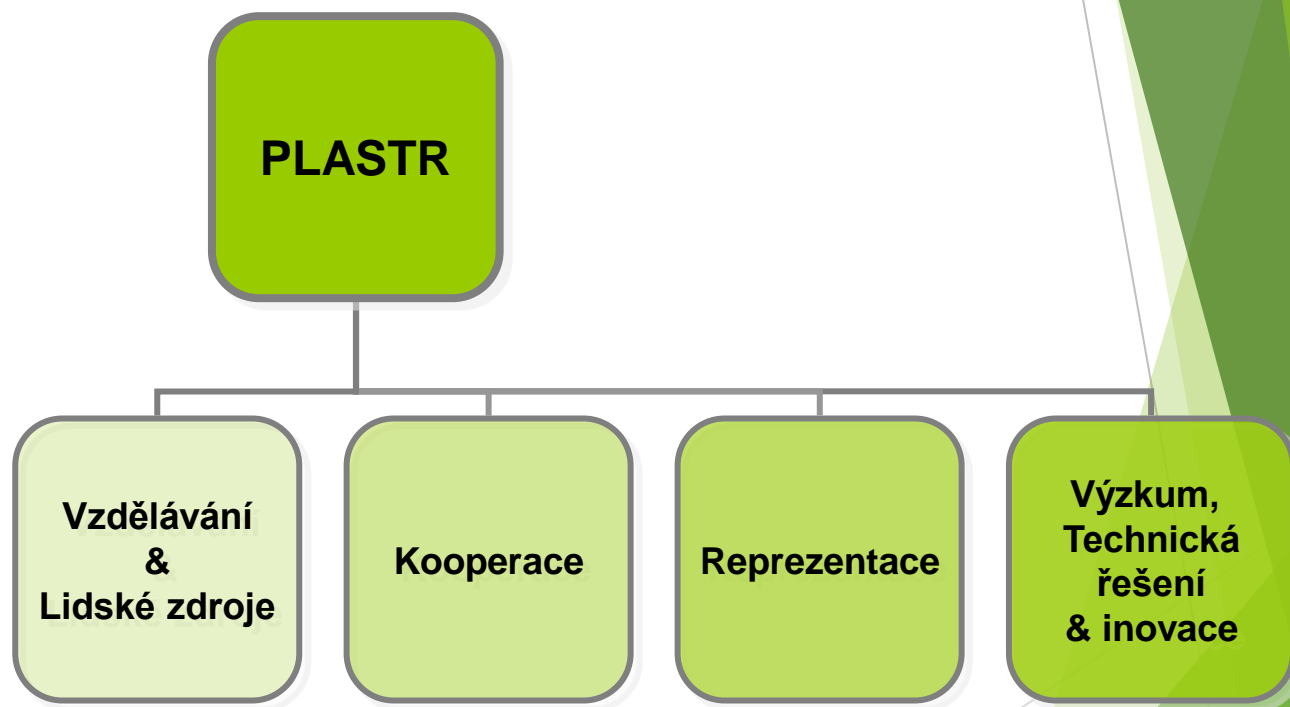 PLASTR
Vzdělávání
&
Lidské zdroje
Kooperace
Reprezentace
Výzkum,
Technická
řešení
& inovace